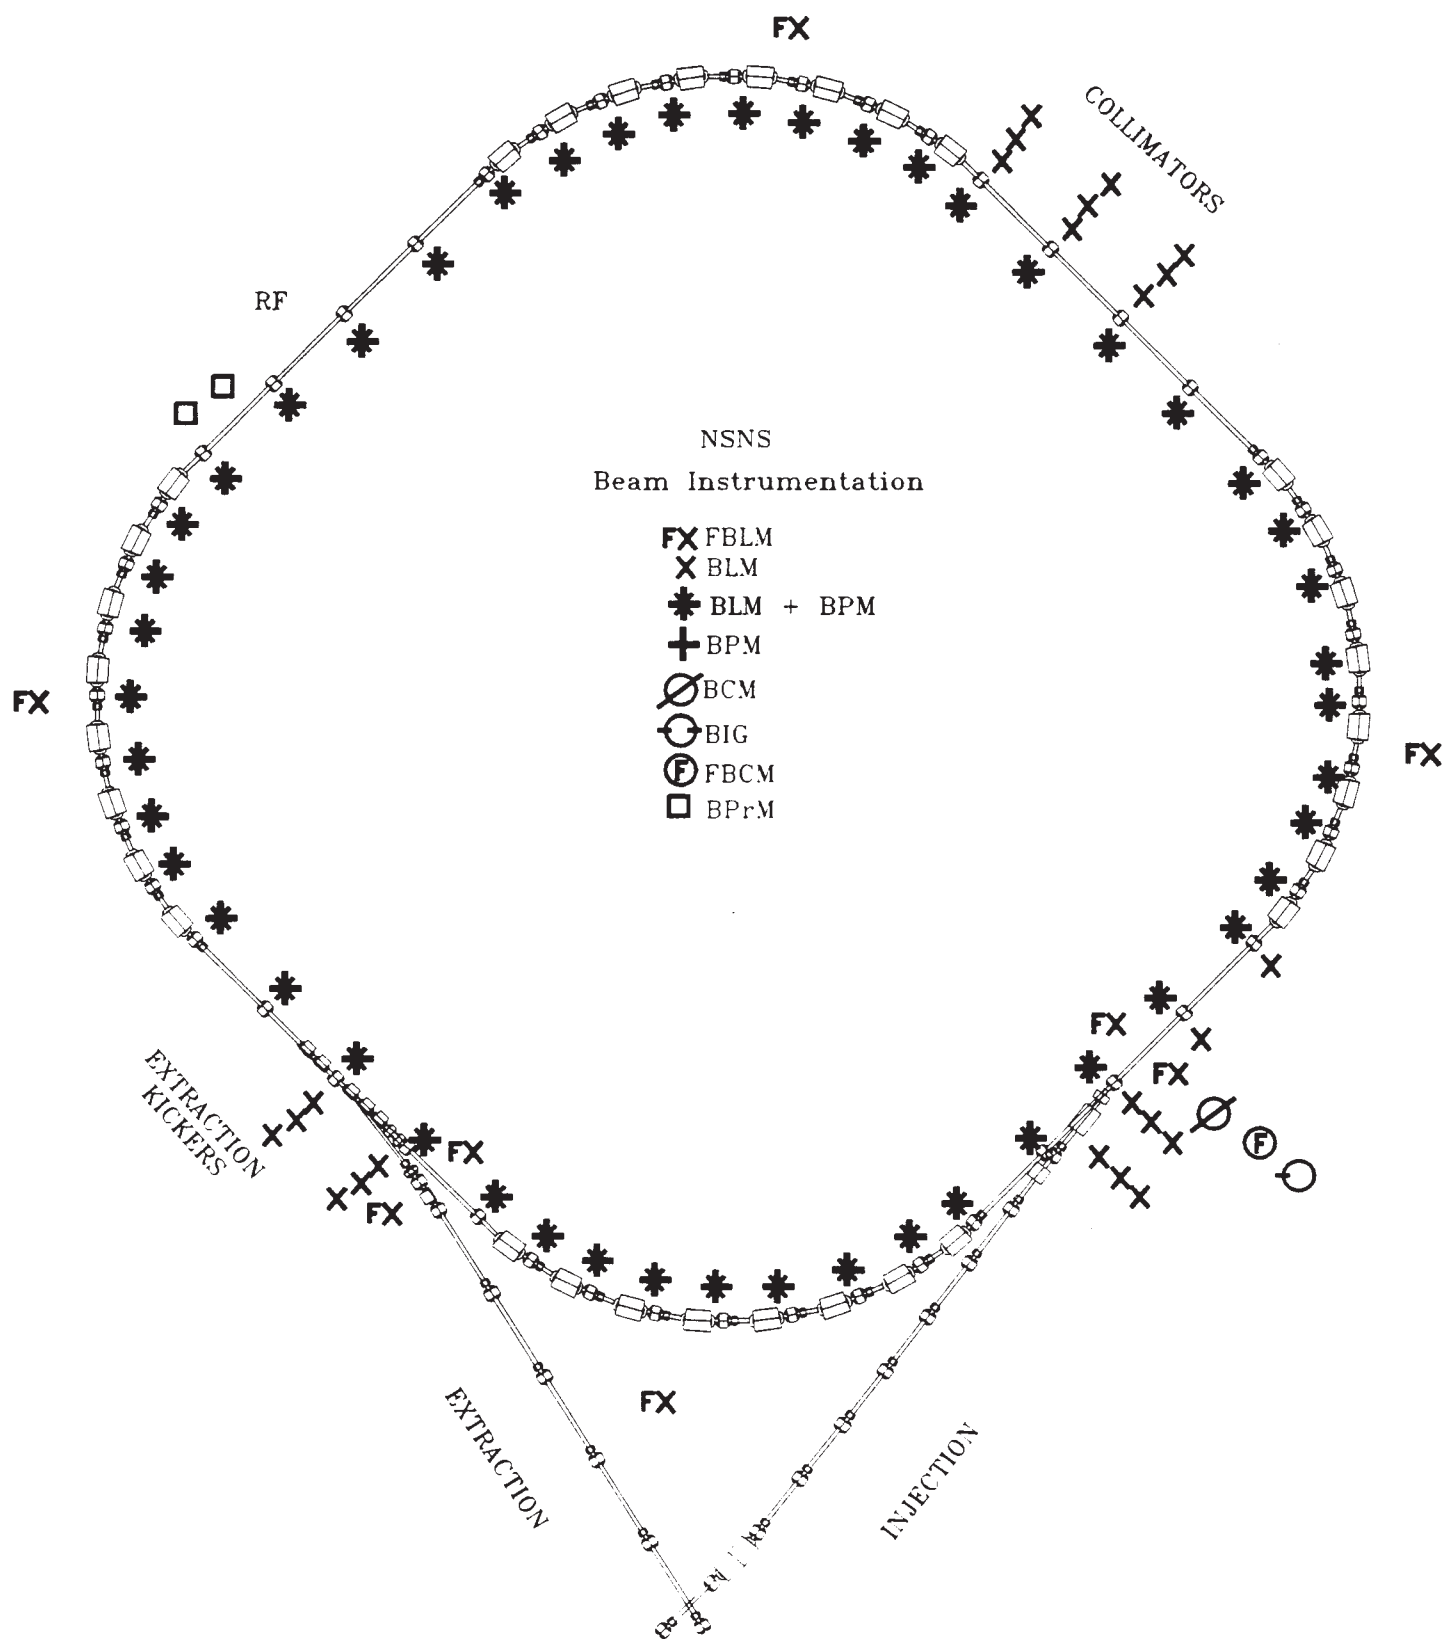 FX
COLLIMATORS
RF
NSNS
Beam Instrumentation
FX FBLM
BLM
BLM + BPM
BPM
BCM
BIG
F FBCM
BPrM
FX
FX
FX
FX
EXTRACTION
KICKERS
FX
F
FX
FX
EXTRACTION
INJECTION